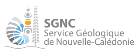 SGNC
Service Géologique
de Nouvelle-Calédonie